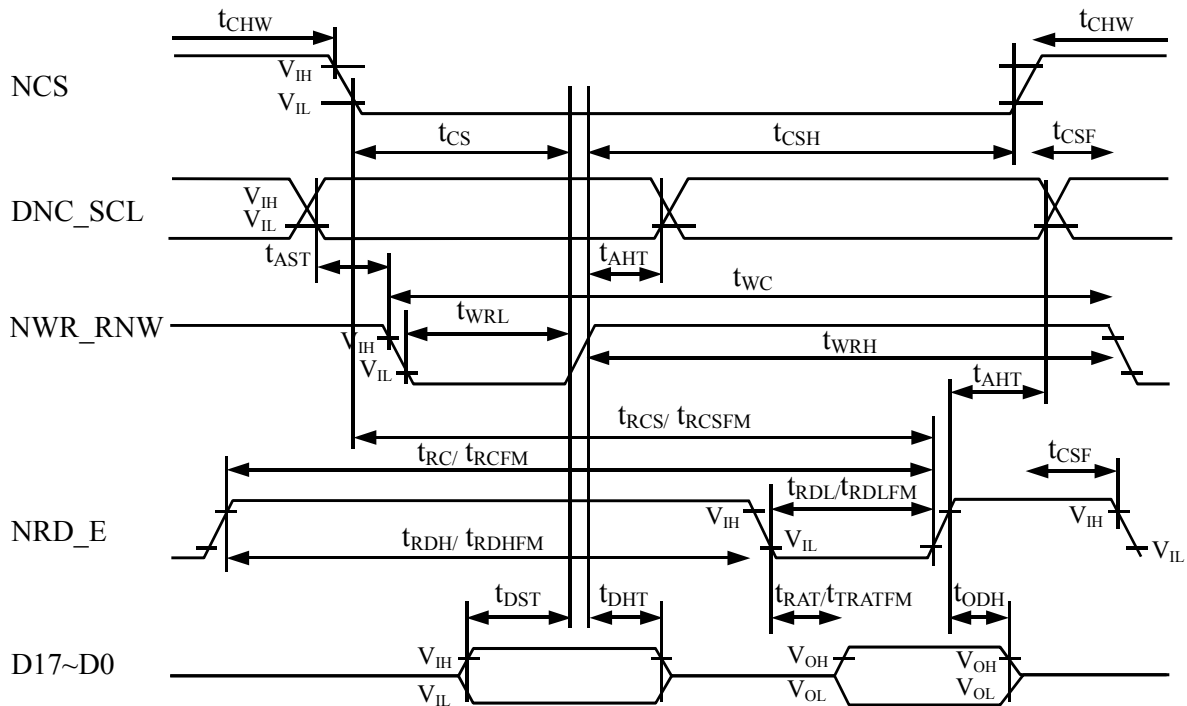 tCHW
tCHW
NCS
VIH
VIL
tCS
tCSH
tCSF
DNC_SCL
VIH
VIL
tAST
tAHT
tWC
NWR_RNW
VIH
VIL
tWRL
tWRH
tAHT
tRCS/ tRCSFM
tRC/ tRCFM
tCSF
NRD_E
tRDL/tRDLFM
VIH
VIL
VIH
VIL
tRDH/ tRDHFM
tDST
tDHT
tRAT/tTRATFM
tODH
D17~D0
VIH
VIL
VOH
VOL
VOH
VOL